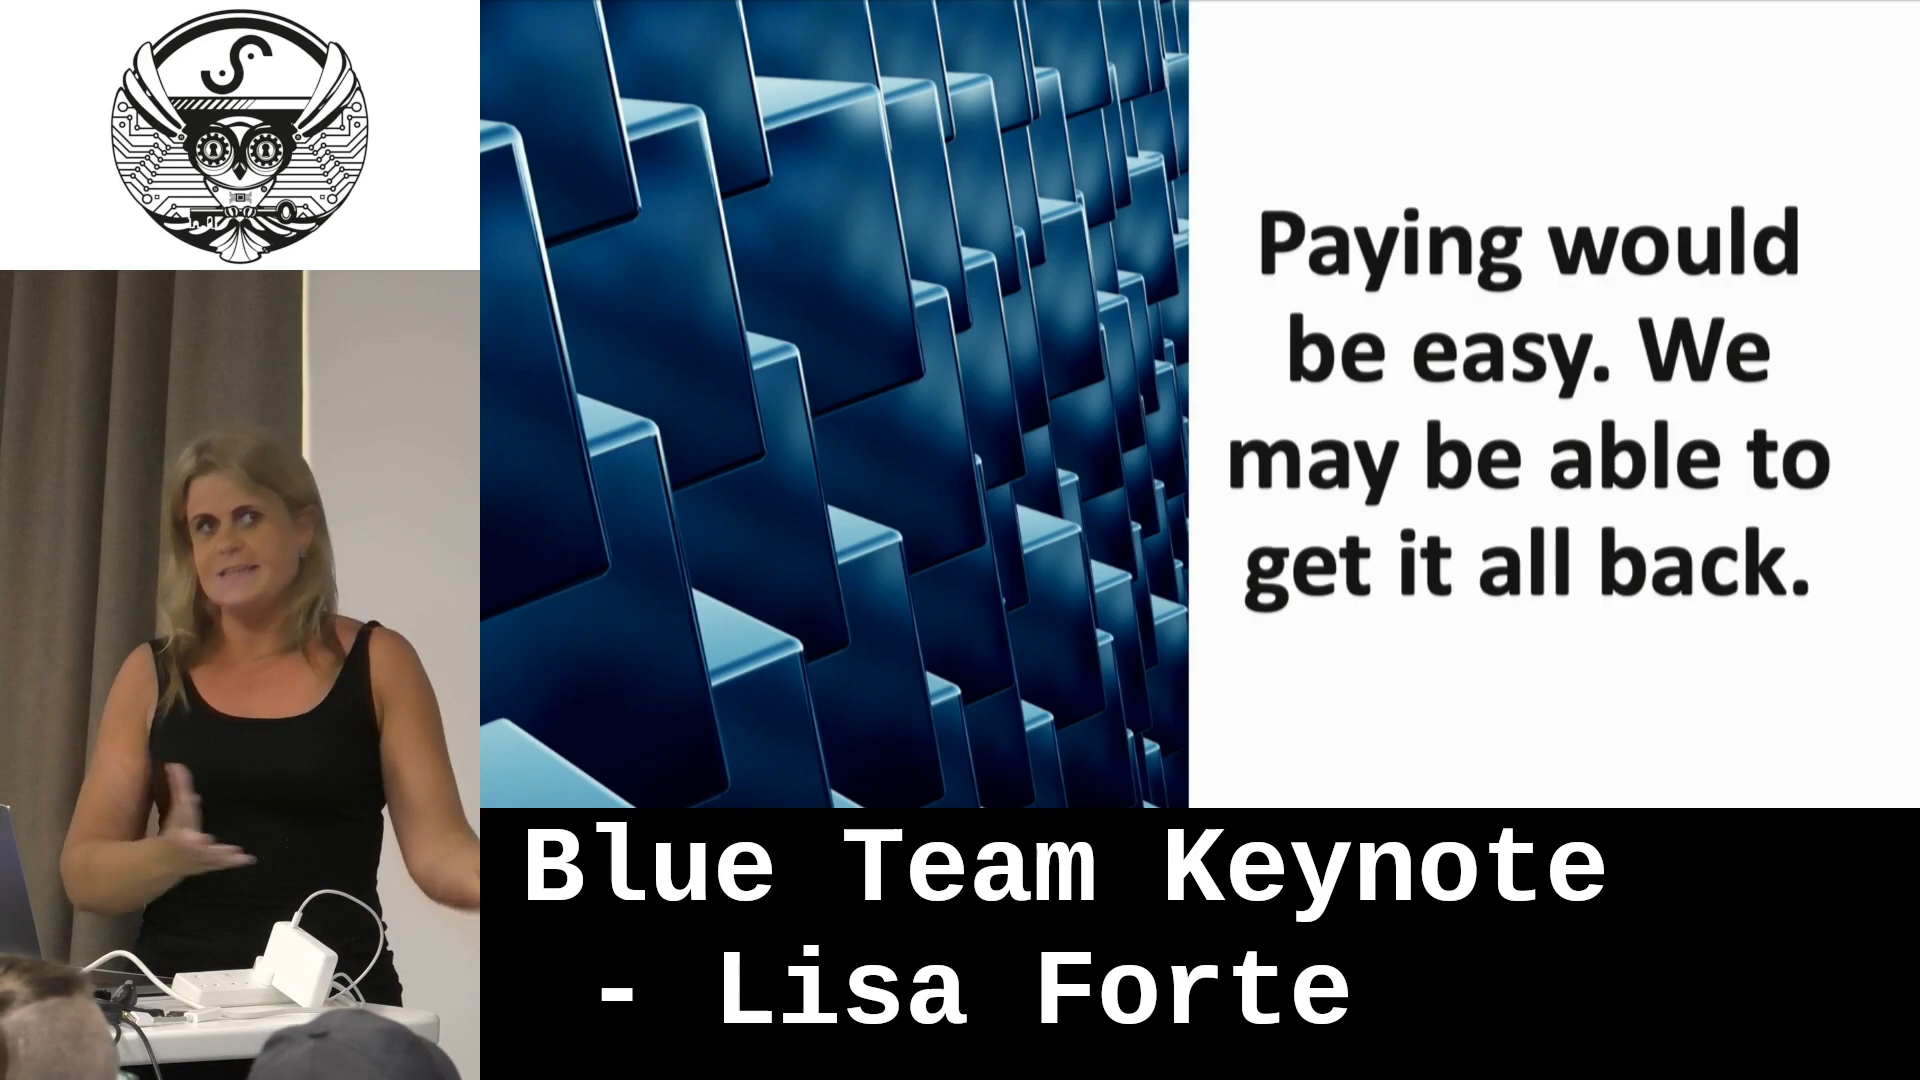 Paying would
be easy. We
may be able to
get it all back.
Blue Team Keynote
- Lisa Forte